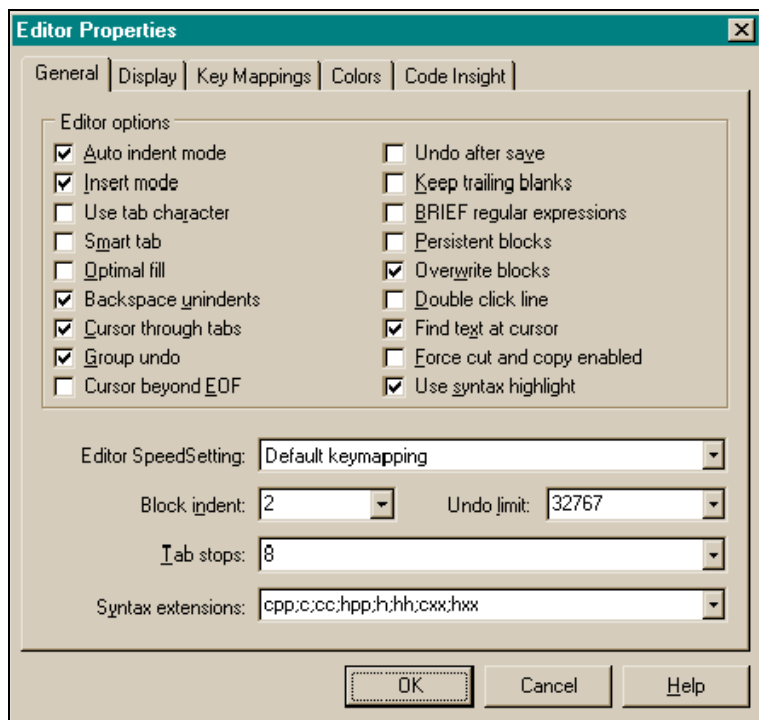 Editor Properties
General Display Key Mappings Colors Code Insight
Editor options
Auto indent mode
Insert mode
Use tab character
Smart tab
Optimal fill
Backspace unindents
Cursor through tabs
Group undo
Cursor beyond EOF
Undo after save
Keep trailing blanks
BRIEF regular expressions
Persistent blocks
Overwrite blocks
Double click line
Find text at cursor
Force cut and copy enabled
Use syntax highlight
Editor SpeedSetting: Default keymapping
Block indent: 2 Undo limit: 32767
Tab stops: 8
Syntax extensions: cpp;c;cc;hpp;h;hh;cxx;hxx
OK Cancel Help